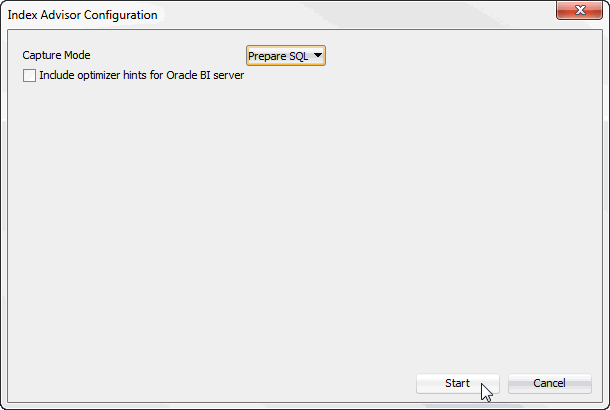 Index Advisor Configuration
Capture Mode
Prepare SQL
Include optimizer hints for Oracle BI server
Start
Cancel